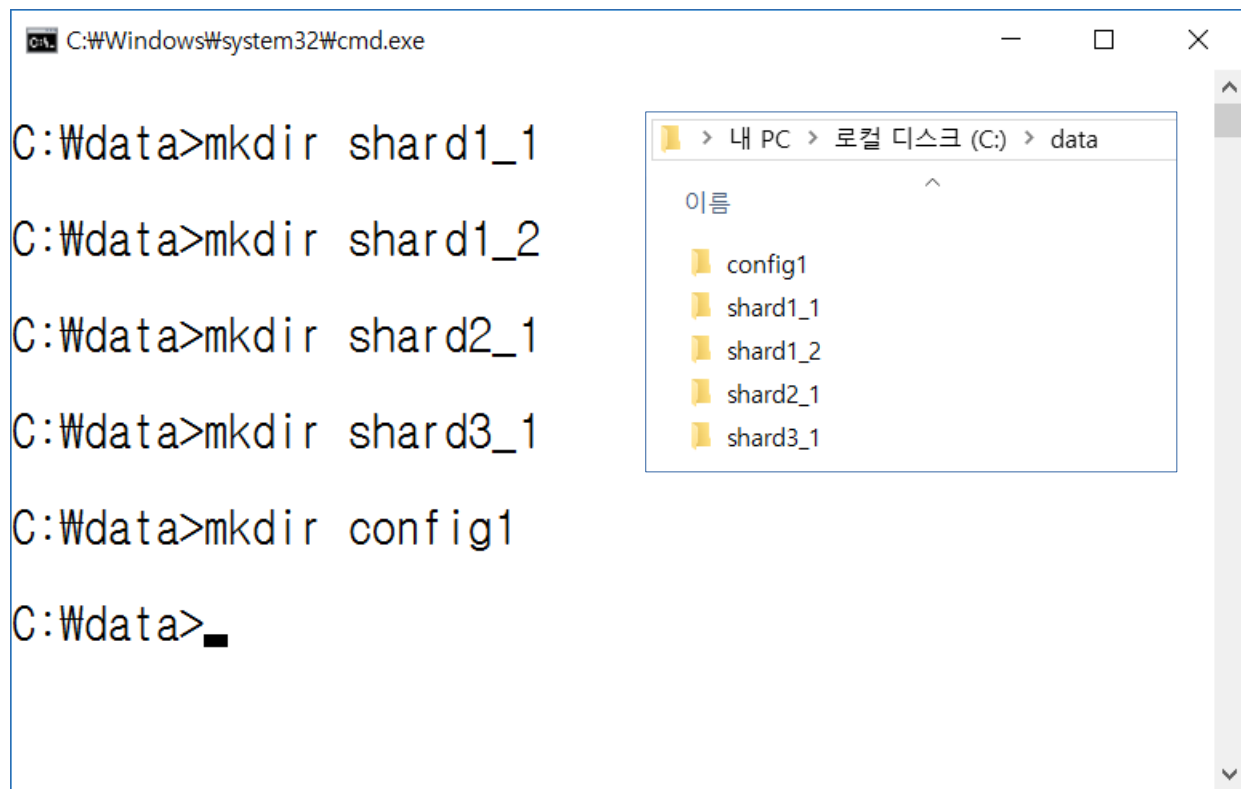 C:₩Windows₩system32₩cmd.exe
C:₩data>mkdir shard1_1
C:₩data>mkdir shard1_2
C:₩data>mkdir shard2_1
C:₩data>mkdir shard3_1
C:₩data>mkdir config1
C:₩data>
> 내 PC > 로컬 디스크 (C:) > data
이름
config1
shard1_1
shard1_2
shard2_1
shard3_1